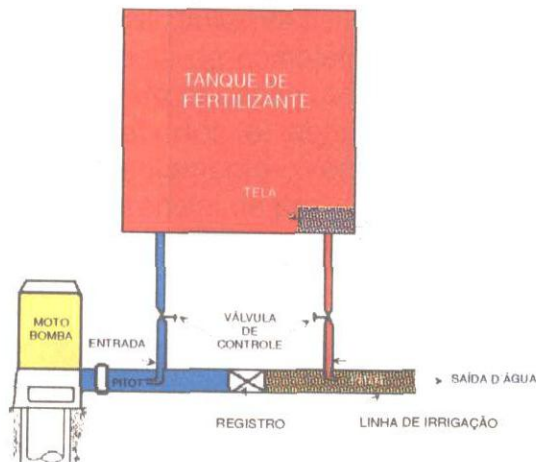 TANQUE DE
FERTILIZANTE
TELA
MOTO
BOMBA
ENTRADA
VÁLVULA
DE
CONTROLE
PITOT
SAÍDA D'ÁGUA
REGISTRO
LINHA DE IRRIGAÇÃO